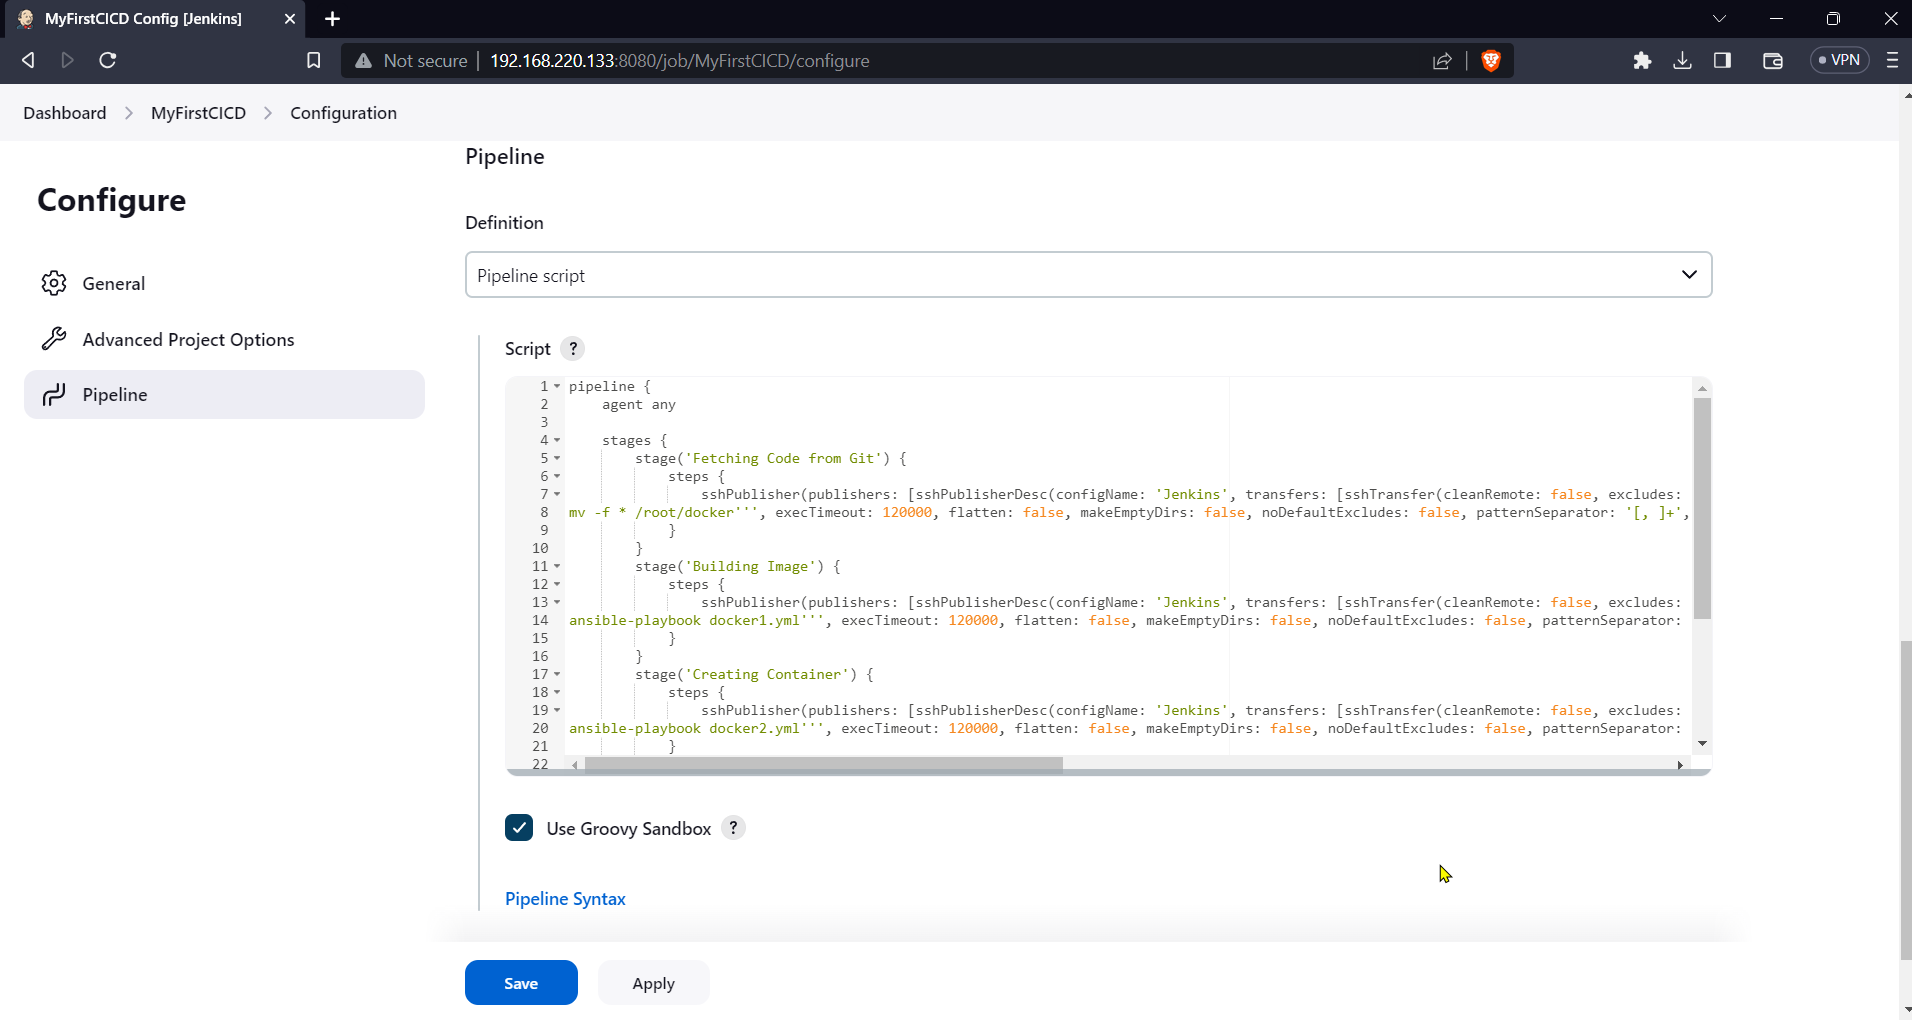 MyFirstCICD Config [Jenkins]
Not secure 192.168.220.133:8080/job/MyFirstCICD/configure
VPN
Dashboard MyFirstCICD Configuration
Configure
General
Advanced Project Options
Pipeline
Pipeline
Definition
Pipeline script
Script ?
1 pipeline {
2 agent any
3
4 stages {
5 stage('Fetching Code from Git') {
6 steps {
7 sshPublisher(publishers: [sshPublisherDesc(configName: 'Jenkins', transfers: [sshTransfer(cleanRemote: false, excludes:
8 mv -f * /root/docker''', execTimeout: 120000, flatten: false, makeEmptyDirs: false, noDefaultExcludes: false, patternSeparator: '[, ]+',
9 }
10 }
11 stage('Building Image') {
12 steps {
13 sshPublisher(publishers: [sshPublisherDesc(configName: 'Jenkins', transfers: [sshTransfer(cleanRemote: false, excludes:
14 ansible-playbook docker1.yml''', execTimeout: 120000, flatten: false, makeEmptyDirs: false, noDefaultExcludes: false, patternSeparator:
15 }
16 }
17 stage('Creating Container') {
18 steps {
19 sshPublisher(publishers: [sshPublisherDesc(configName: 'Jenkins', transfers: [sshTransfer(cleanRemote: false, excludes:
20 ansible-playbook docker2.yml''', execTimeout: 120000, flatten: false, makeEmptyDirs: false, noDefaultExcludes: false, patternSeparator:
21 }
22
Use Groovy Sandbox ?
Pipeline Syntax
Save Apply